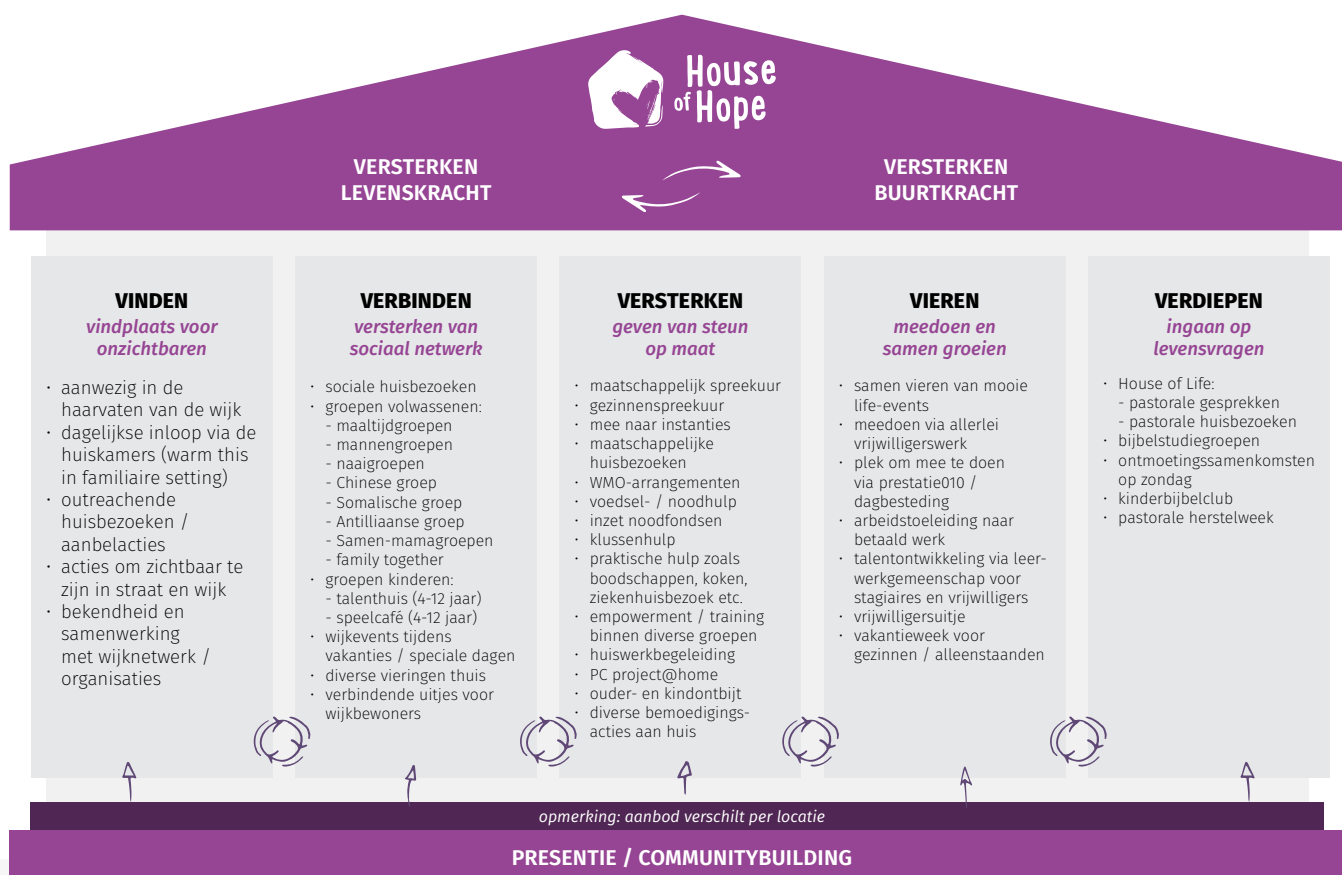 House
of Hope
VERSTERKEN
LEVENSKRACHT
VERSTERKEN
BUURTKRACHT
VINDEN
vindplaats voor
onzichtbaren
· aanwezig in de
haarvaten van de wijk
· dagelijkse inloop via de
huiskamers (warm this
in familiaire setting)
· outreachende
huisbezoeken /
aanbelacties
· acties om zichtbaar te
zijn in straat en wijk
· bekendheid en
samenwerking
met wijknetwerk /
organisaties
VERBINDEN
versterken van
sociaal netwerk
· sociale huisbezoeken
· groepen volwassenen:
- maaltijdgroepen
- mannengroepen
- naaigroepen
- Chinese groep
- Somalische groep
- Antilliaanse groep
- Samen-mamagroepen
- family together
· groepen kinderen:
- talenthuis (4-12 jaar)
- speelcafé (4-12 jaar)
· wijkevents tijdens
vakanties / speciale dagen
· diverse vieringen thuis
· verbindende uitjes voor
wijkbewoners
VERSTERKEN
geven van steun
op maat
· maatschappelijk spreekuur
· gezinnenspreekuur
· mee naar instanties
· maatschappelijke
huisbezoeken
· WMO-arrangementen
· voedsel- / noodhulp
· inzet noodfondsen
· klussenhulp
· praktische hulp zoals
boodschappen, koken,
ziekenhuisbezoek etc.
· empowerment / training
binnen diverse groepen
· huiswerkbegeleiding
· PC project@home
· ouder- en kindontbijt
· diverse bemoedigings-
acties aan huis
VIEREN
meedoen en
samen groeien
· samen vieren van mooie
life-events
· meedoen via allerlei
vrijwilligerswerk
· plek om mee te doen
via prestatie010 /
dagbesteding
· arbeidstoeleiding naar
betaald werk
· talentontwikkeling via leer-
werkgemeenschap voor
stagiaires en vrijwilligers
· vrijwilligersuitje
· vakantieweek voor
gezinnen / alleenstaanden
VERDIEPEN
ingaan op
levensvragen
· House of Life:
- pastorale gesprekken
- pastorale huisbezoeken
· bijbelstudiegroepen
· ontmoetingssamenkomsten
op zondag
· kinderbijbelclub
· pastorale herstelweek
opmerking: aanbod verschilt per locatie
PRESENTIE / COMMUNITYBUILDING